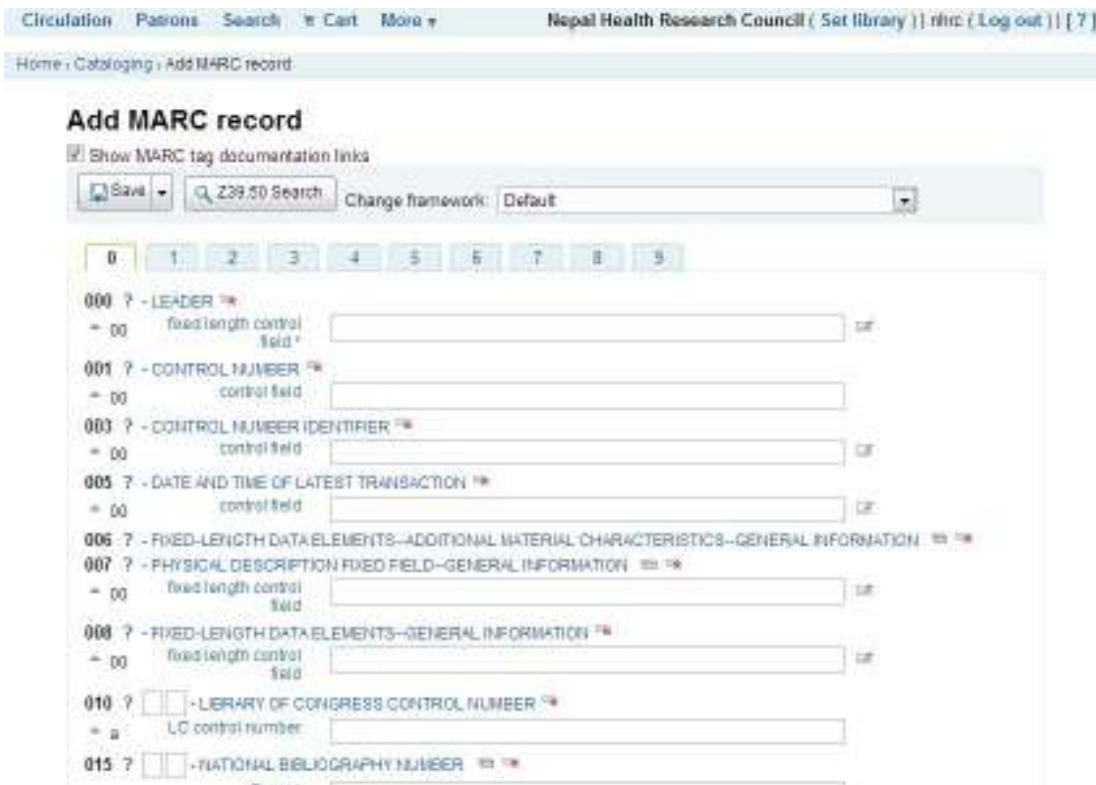 Circulation Patrons Search Cart More
Nepal Health Research Council ( Set library ) | nhrc ( Log out ) | [ ? ]
Home › Cataloging › Add MARC record
Add MARC record
Show MARC tag documentation links
Save Z39.50 Search Change framework: Default
0 1 2 3 4 5 6 7 8 9
000 ? - LEADER
00 fixed length control
field *
001 ? - CONTROL NUMBER
00 control field
003 ? - CONTROL NUMBER IDENTIFIER
00 control field
005 ? - DATE AND TIME OF LATEST TRANSACTION
00 control field
006 ? - FIXED-LENGTH DATA ELEMENTS--ADDITIONAL MATERIAL CHARACTERISTICS--GENERAL INFORMATION
007 ? - PHYSICAL DESCRIPTION FIXED FIELD--GENERAL INFORMATION
00 fixed length control
field
008 ? - FIXED-LENGTH DATA ELEMENTS--GENERAL INFORMATION
00 fixed length control
field
010 ? - LIBRARY OF CONGRESS CONTROL NUMBER
a LC control number
015 ? - NATIONAL BIBLIOGRAPHY NUMBER